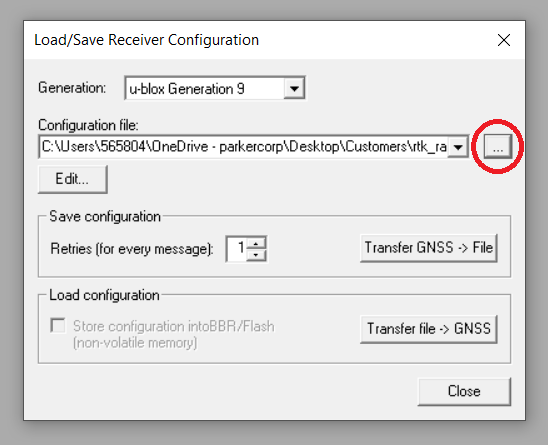 Load/Save Receiver Configuration
Generation: u-blox Generation 9
Configuration file:
C:\Users\565804\OneDrive - parkercorp\Desktop\Customers\rtk_ra
...
Edit...
Save configuration
Retries (for every message): 1
Transfer GNSS -> File
Load configuration
Store configuration intoBBR/Flash
(non-volatile memory)
Transfer file -> GNSS
Close